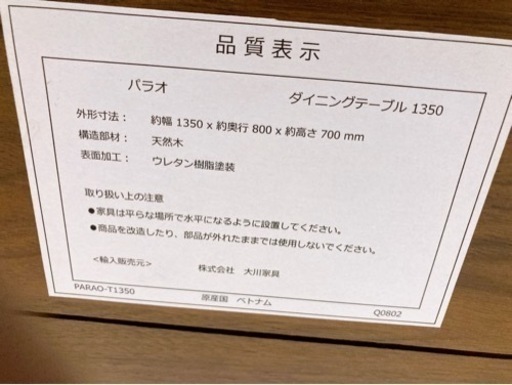 品質表示
パラオ ダイニングテーブル 1350
外形寸法： 約幅 1350 x 約奥行 800 x 約高さ 700 mm
構造部材： 天然木
表面加工： ウレタン樹脂塗装
取り扱い上の注意
●家具は平らな場所で水平になるように設置してください。
●商品を改造したり、部品が外れたままでは使用しないでください。
<輸入販売元> 株式会社 大川家具
PARAO-T1350 原産国 ベトナム Q0802